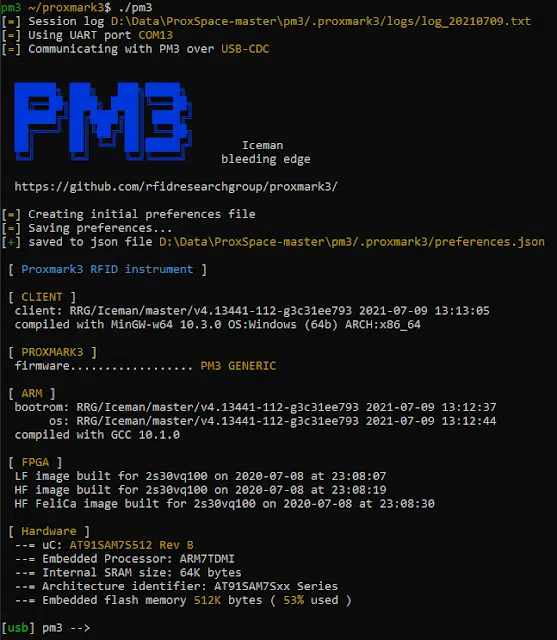 pm3 ~/proxmark3$ ./pm3
[=] Session log D:\Data\ProxSpace-master\pm3/.proxmark3/logs/log_20210709.txt
[=] Using UART port COM13
[=] Communicating with PM3 over USB-CDC
PM3
Iceman
bleeding edge
https://github.com/rfidresearchgroup/proxmark3/
[=] Creating initial preferences file
[=] Saving preferences...
[+] saved to json file D:\Data\ProxSpace-master\pm3/.proxmark3/preferences.json
[ Proxmark3 RFID instrument ]
[ CLIENT ]
client: RRG/Iceman/master/v4.13441-112-g3c31ee793 2021-07-09 13:13:05
compiled with MinGW-w64 10.3.0 OS:Windows (64b) ARCH:x86_64
[ PROXMARK3 ]
firmware.................. PM3 GENERIC
[ ARM ]
bootrom: RRG/Iceman/master/v4.13441-112-g3c31ee793 2021-07-09 13:12:37
os: RRG/Iceman/master/v4.13441-112-g3c31ee793 2021-07-09 13:12:44
compiled with GCC 10.1.0
[ FPGA ]
LF image built for 2s30vq100 on 2020-07-08 at 23:08:07
HF image built for 2s30vq100 on 2020-07-08 at 23:08:19
HF FeliCa image built for 2s30vq100 on 2020-07-08 at 23:08:30
[ Hardware ]
--= uC: AT91SAM7S512 Rev B
--= Embedded Processor: ARM7TDMI
--= Internal SRAM size: 64K bytes
--= Architecture identifier: AT91SAM7Sxx Series
--= Embedded flash memory 512K bytes ( 53% used )
[usb] pm3 -->